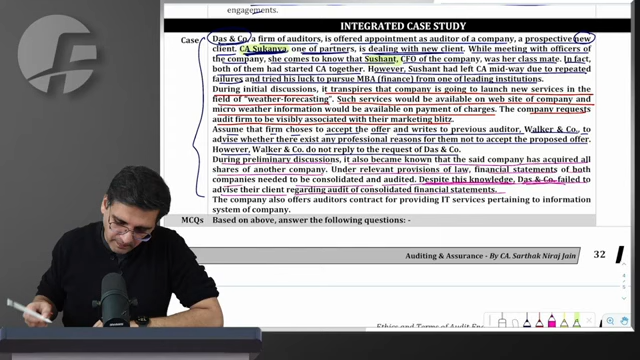 engagements.
INTEGRATED CASE STUDY
Case
Das & Co, a firm of auditors, is offered appointment as auditor of a company, a prospective new
client. CA Sukanya, one of partners, is dealing with new client. While meeting with officers of
the company, she comes to know that Sushant, CFO of the company, was her class mate. In fact,
both of them had started CA together. However, Sushant had left CA mid-way due to repeated
failures and tried his luck to pursue MBA (finance) from one of leading institutions.
During initial discussions, it transpires that company is going to launch new services in the
field of "weather-forecasting". Such services would be available on web site of company and
micro weather information would be available on payment of charges. The company requests
audit firm to be visibly associated with their marketing blitz.
Assume that firm choses to accept the offer and writes to previous auditor, Walker & Co., to
advise whether there exist any professional reasons for them not to accept the proposed offer.
However, Walker & Co. do not reply to the request of Das & Co.
During preliminary discussions, it also became known that the said company has acquired all
shares of another company. Under relevant provisions of law, financial statements of both
companies needed to be consolidated and audited. Despite this knowledge, Das & Co. failed to
advise their client regarding audit of consolidated financial statements.
The company also offers auditors contract for providing IT services pertaining to information
system of company.
MCQs
Based on above, answer the following questions: -
Auditing & Assurance - By CA. Sarthak Niraj Jain
32
Ethics and Terms of Audit